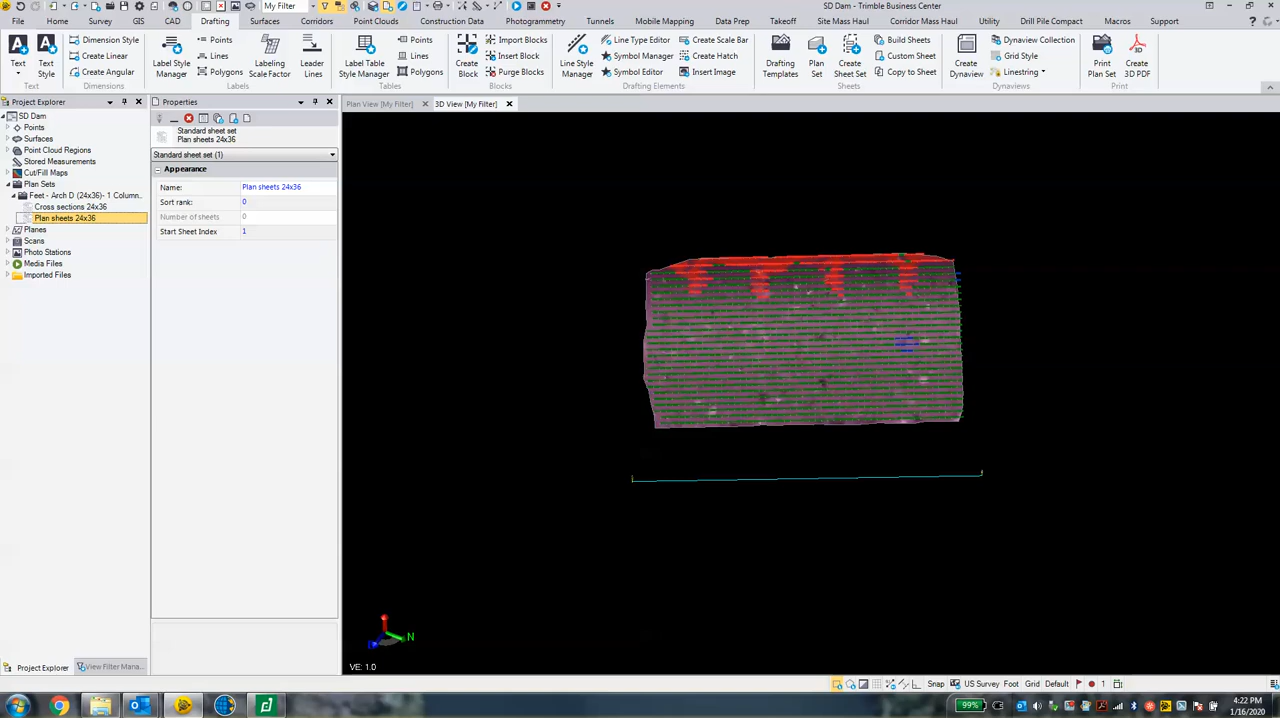 My Filter
SD Dam - Trimble Business Center
File Home Survey GIS CAD Drafting Surfaces Corridors Point Clouds Construction Data Photogrammetry Tunnels Mobile Mapping Data Prep Takeoff Site Mass Haul Corridor Mass Haul Utility Drill Pile Compact Macros Support
Text
Text Style
Dimension Style
Create Linear
Create Angular
Label Style Manager
Points
Lines
Polygons
Labeling Scale Factor
Leader Lines
Label Table Style Manager
Points
Lines
Polygons
Create Block
Import Blocks
Insert Block
Purge Blocks
Line Style Manager
Line Type Editor
Symbol Manager
Symbol Editor
Create Scale Bar
Create Hatch
Insert Image
Drafting Templates
Plan Set
Create Sheet Set
Build Sheets
Custom Sheet
Copy to Sheet
Create Dynaview
Dynaview Collection
Grid Style
Linestring
Print Plan Set
Create 3D PDF
Text Dimensions Labels Tables Blocks Drafting Elements Sheets Dynaviews Print
Project Explorer
SD Dam
Points
Surfaces
Point Cloud Regions
Stored Measurements
Cut/Fill Maps
Plan Sets
Feet - Arch D (24x36)- 1 Column...
Cross sections 24x36
Plan sheets 24x36
Planes
Scans
Photo Stations
Media Files
Imported Files
Project Explorer View Filter Mana...
Properties
Standard sheet set
Plan sheets 24x36
Standard sheet set (1)
Appearance
Name: Plan sheets 24x36
Sort rank: 0
Number of sheets 0
Start Sheet Index 1
Plan View [My Filter] 3D View [My Filter]
N
VE: 1.0
Snap US Survey Foot Grid Default 1
99%
4:22 PM
1/16/2020